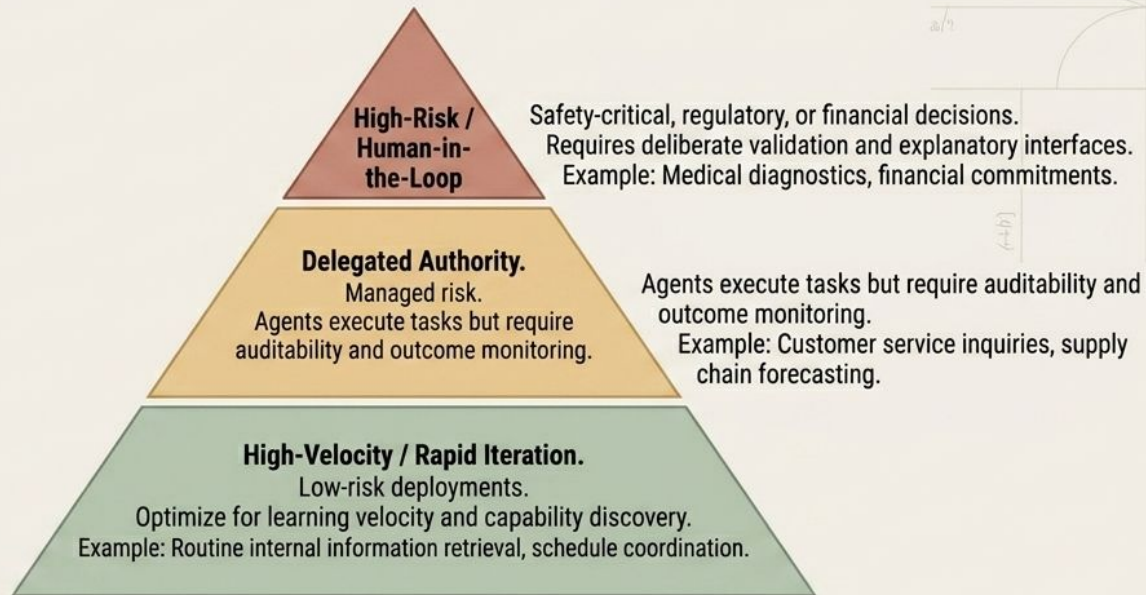 High-Risk /
Human-in-
the-Loop
Safety-critical, regulatory, or financial decisions.
Requires deliberate validation and explanatory interfaces.
Example: Medical diagnostics, financial commitments.
Delegated Authority.
Managed risk.
Agents execute tasks but require
auditability and outcome monitoring.
Agents execute tasks but require auditability and
outcome monitoring.
Example: Customer service inquiries, supply
chain forecasting.
High-Velocity / Rapid Iteration.
Low-risk deployments.
Optimize for learning velocity and capability discovery.
Example: Routine internal information retrieval, schedule coordination.